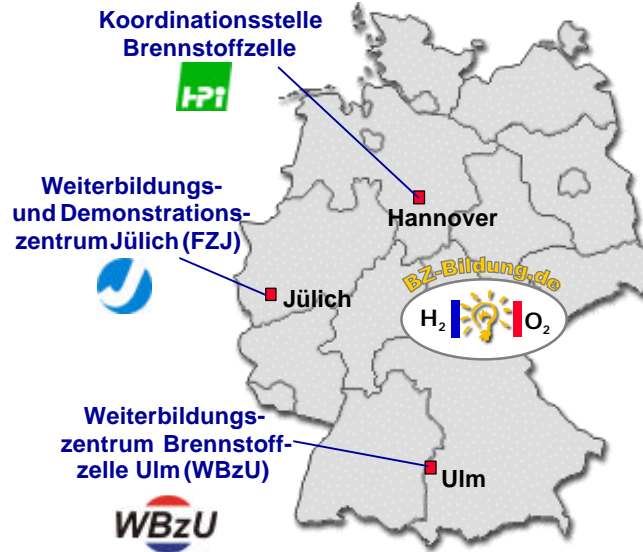 Koordinationsstelle
Brennstoffzelle
HPi
Hannover
Weiterbildungs-
und Demonstrations-
zentrum Jülich (FZJ)
Jülich
BZ-Bildung.de
H₂ O₂
Weiterbildungs-
zentrum Brennstoff-
zelle Ulm (WBzU)
Ulm
WBzU